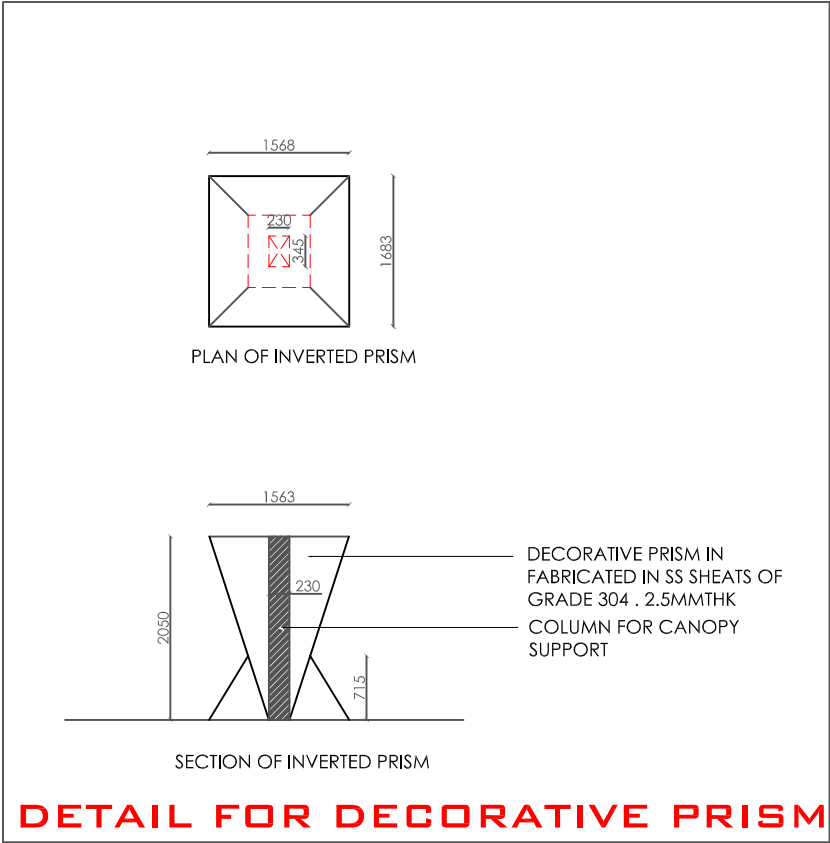 1568
230
345
1683
PLAN OF INVERTED PRISM
1563
DECORATIVE PRISM IN
FABRICATED IN SS SHEATS OF
GRADE 304 . 2.5MMTHK
230
COLUMN FOR CANOPY
SUPPORT
2050
715
SECTION OF INVERTED PRISM
DETAIL FOR DECORATIVE PRISM